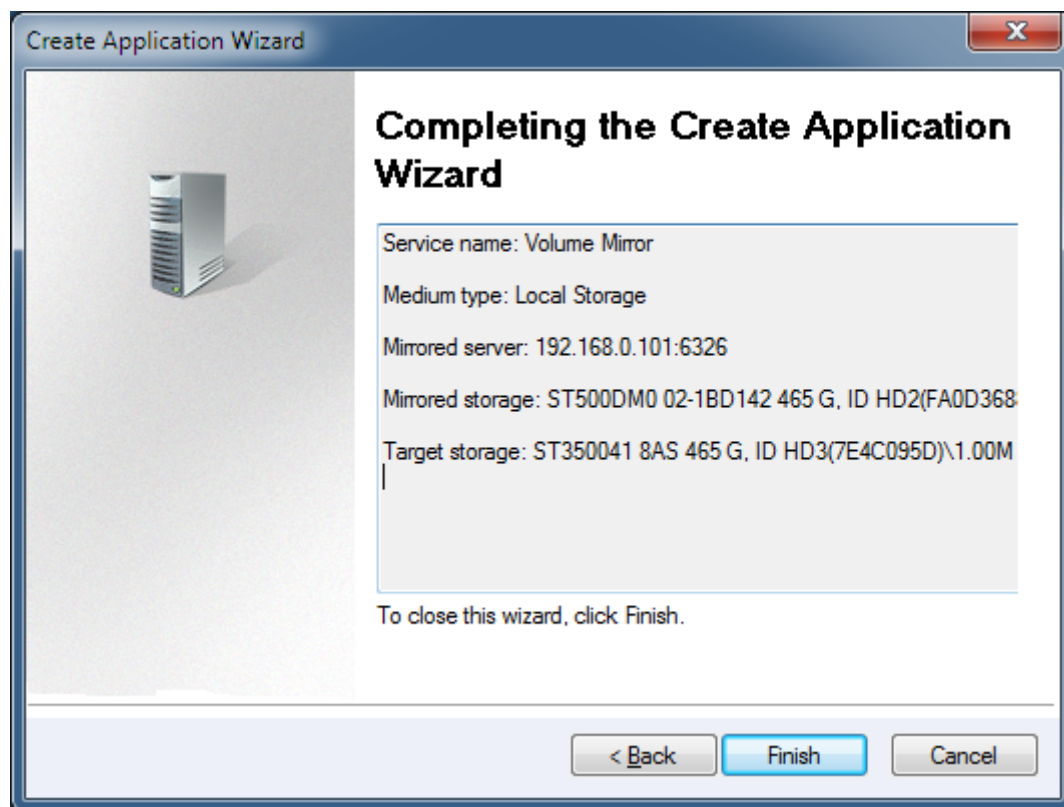 Create Application Wizard
Completing the Create Application
Wizard
Service name: Volume Mirror
Medium type: Local Storage
Mirrored server: 192.168.0.101:6326
Mirrored storage: ST500DM0 02-1BD142 465 G, ID HD2(FA0D368
Target storage: ST350041 8AS 465 G, ID HD3(7E4C095D)\1.00M
To close this wizard, click Finish.
< Back Finish Cancel